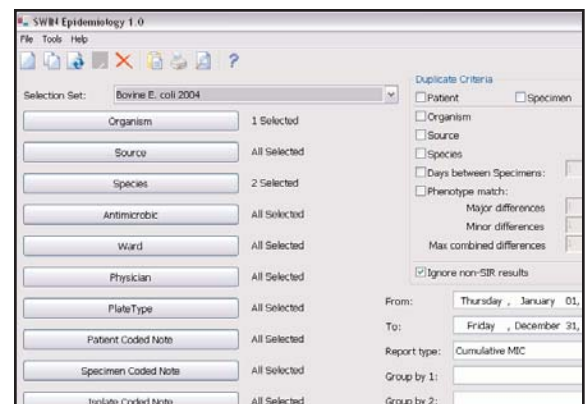 SWIN Epidemiology 1.0
File Tools Help
Selection Set: Bovine E. coli 2004
Organism 1 Selected
Source All Selected
Species 2 Selected
Antimicrobic All Selected
Ward All Selected
Physician All Selected
PlateType All Selected
Patient Coded Note All Selected
Specimen Coded Note All Selected
Isolate Coded Note All Selected
Duplicate Criteria
Patient Specimen
Organism
Source
Species
Days between Specimens:
Phenotype match:
Major differences
Minor differences
Max combined differences
Ignore non-SIR results
From: Thursday , January 01,
To: Friday , December 31,
Report type: Cumulative MIC
Group by 1:
Group by 2: